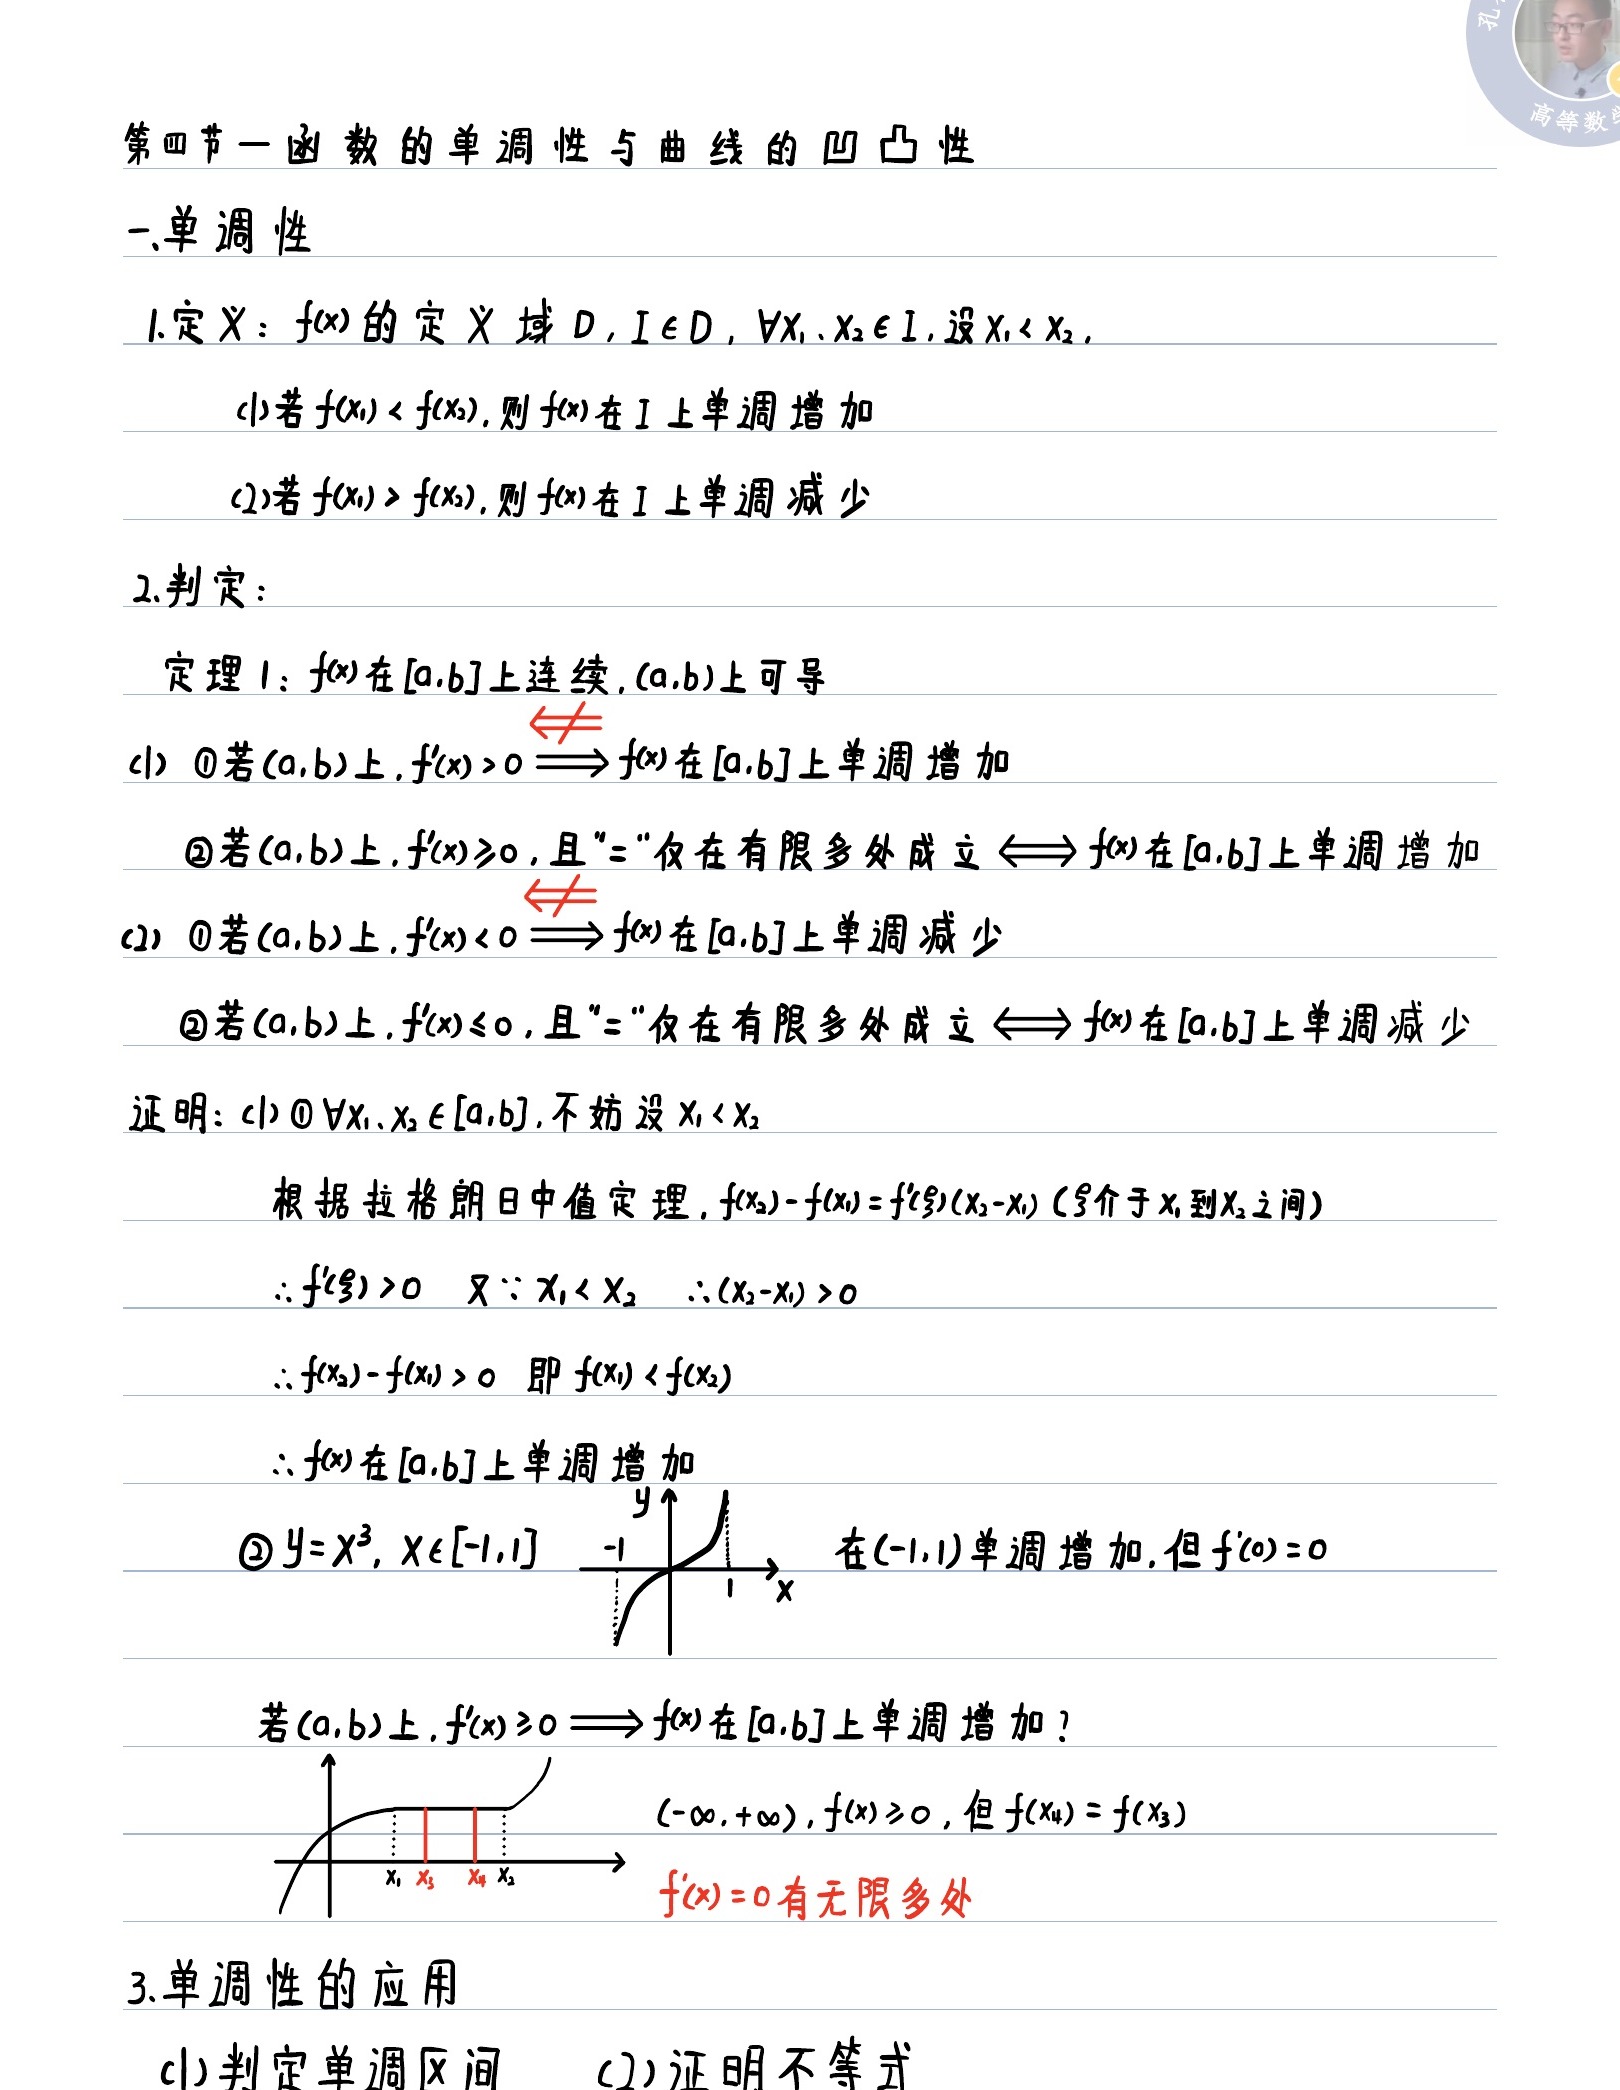 孔
高等数学
第四节一函数的单调性与曲线的凹凸性
一、单调性
1.定义：f(x)的定义域D，I∈D，∀x₁、x₂∈I，设x₁<x₂，
(1)若f(x₁)<f(x₂)，则f(x)在I上单调增加
(2)若f(x₁)>f(x₂)，则f(x)在I上单调减少
2.判定：
定理1：f(x)在[a,b]上连续，(a,b)上可导
(1) ①若(a,b)上，f'(x)>0 ⇍ ⟹ f(x)在[a,b]上单调增加
②若(a,b)上，f'(x)≥0，且“=”仅在有限多处成立 ⟺ f(x)在[a,b]上单调增加
(2) ①若(a,b)上，f'(x)<0 ⇍ ⟹ f(x)在[a,b]上单调减少
②若(a,b)上，f'(x)≤0，且“=”仅在有限多处成立 ⟺ f(x)在[a,b]上单调减少
证明：(1)①∀x₁、x₂∈[a,b]，不妨设x₁<x₂
根据拉格朗日中值定理，f(x₂)-f(x₁)=f'(ξ)(x₂-x₁)(ξ介于x₁到x₂之间)
∴f'(ξ)>0 又∵x₁<x₂ ∴(x₂-x₁)>0
∴f(x₂)-f(x₁)>0 即f(x₁)<f(x₂)
∴f(x)在[a,b]上单调增加
②y=x³，x∈[-1,1] y -1 1 x 在(-1,1)单调增加，但f'(0)=0
若(a,b)上，f'(x)≥0 ⟹ f(x)在[a,b]上单调增加？
(-∞,+∞)，f(x)≥0，但f(x₄)=f(x₃)
x₁ x₃ x₄ x₂
f'(x)=0有无限多处
3.单调性的应用
(1)判定单调区间 (2)证明不等式